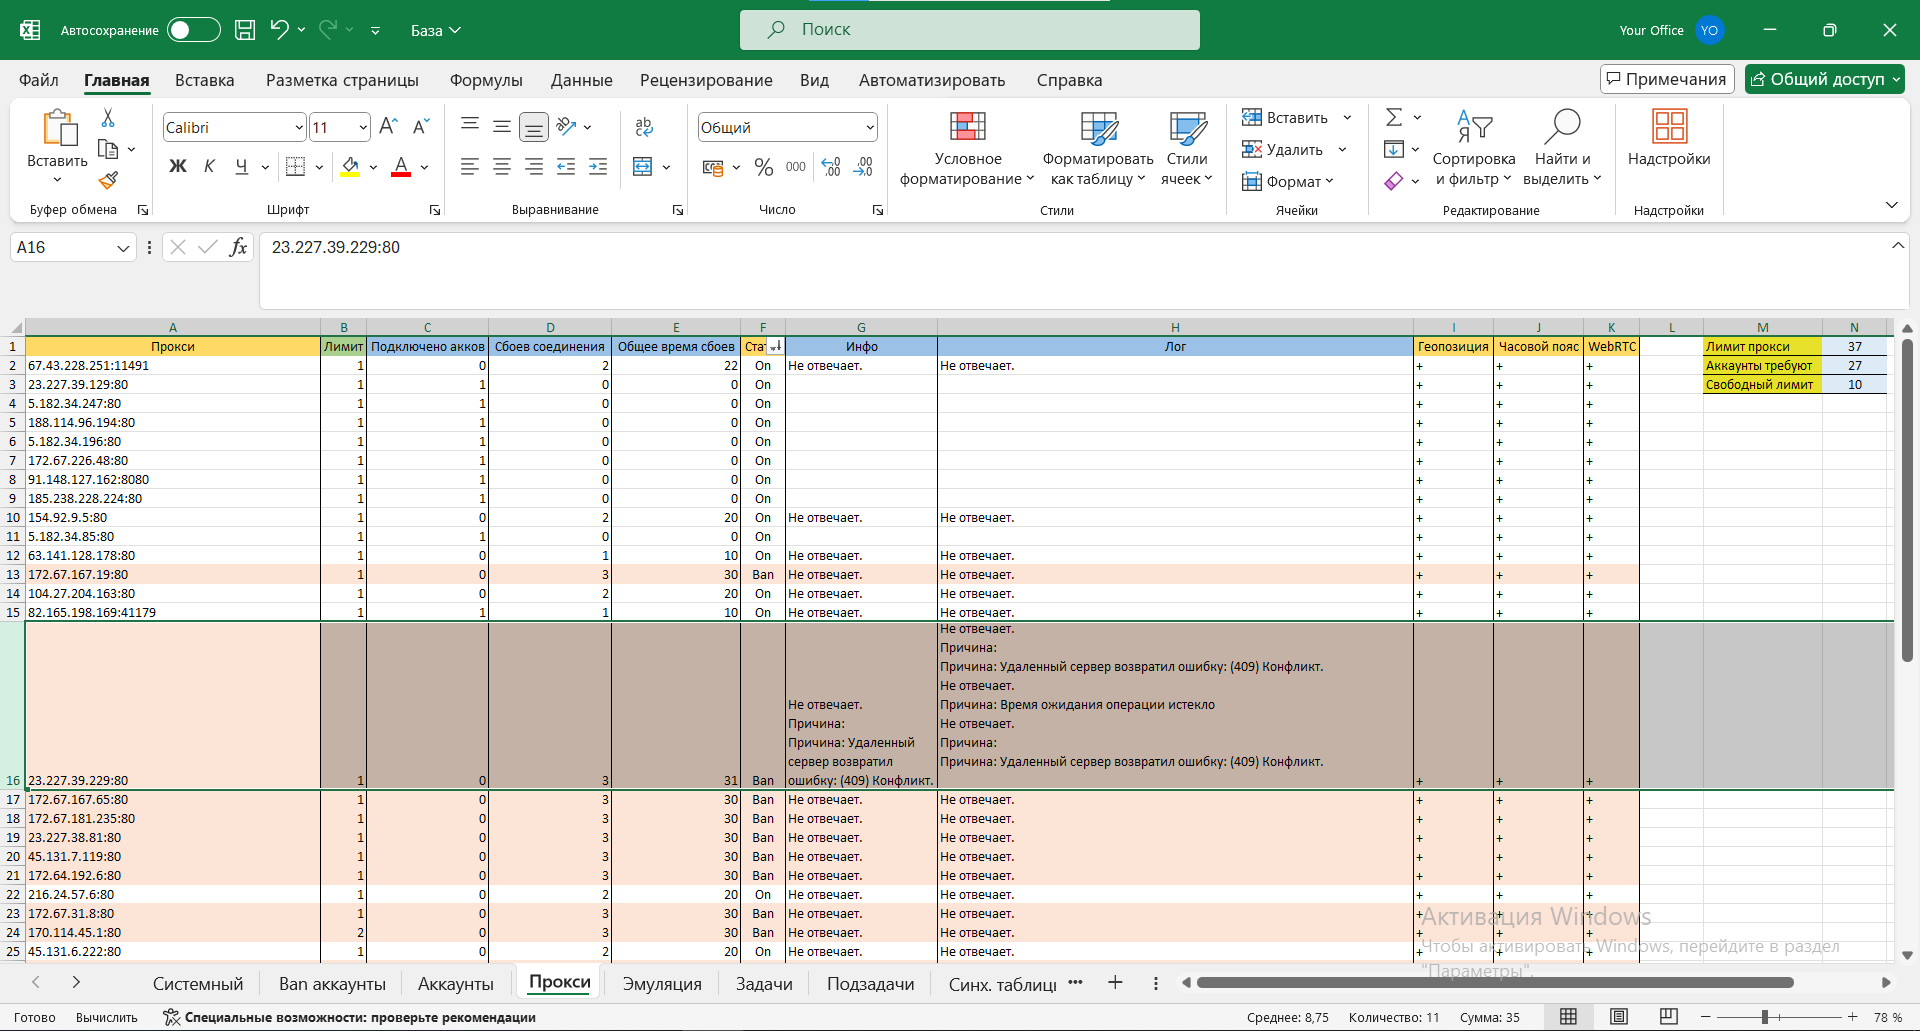 Автосохранение
База
Поиск
Your Office YO
Файл Главная Вставка Разметка страницы Формулы Данные Рецензирование Вид Автоматизировать Справка Примечания Общий доступ
Вставить
Буфер обмена
Calibri 11
Ж К Ч
Шрифт
Выравнивание
Общий
% 000
Число
Условное форматирование
Форматировать как таблицу
Стили ячеек
Стили
Вставить
Удалить
Формат
Ячейки
Сортировка и фильтр
Найти и выделить
Редактирование
Надстройки
Надстройки
A16 fx 23.227.39.229:80
A B C D E F G H I J K L M N
1 Прокси Лимит Подключено акков Сбоев соединения Общее время сбоев Стат Инфо Лог Геопозиция Часовой пояс WebRTC Лимит прокси 37
2 67.43.228.251:11491 1 0 2 22 On Не отвечает. Не отвечает. + + + Аккаунты требуют 27
3 23.227.39.129:80 1 1 0 0 On + + + Свободный лимит 10
4 5.182.34.247:80 1 1 0 0 On + + +
5 188.114.96.194:80 1 1 0 0 On + + +
6 5.182.34.196:80 1 1 0 0 On + + +
7 172.67.226.48:80 1 1 0 0 On + + +
8 91.148.127.162:8080 1 1 0 0 On + + +
9 185.238.228.224:80 1 1 0 0 On + + +
10 154.92.9.5:80 1 0 2 20 On Не отвечает. Не отвечает. + + +
11 5.182.34.85:80 1 1 0 0 On + + +
12 63.141.128.178:80 1 0 1 10 On Не отвечает. Не отвечает. + + +
13 172.67.167.19:80 1 0 3 30 Ban Не отвечает. Не отвечает. + + +
14 104.27.204.163:80 1 0 2 20 On Не отвечает. Не отвечает. + + +
15 82.165.198.169:41179 1 1 1 10 On Не отвечает. Не отвечает. + + +
Не отвечает.
Причина:
Причина: Удаленный сервер возвратил ошибку: (409) Конфликт.
Не отвечает.
Не отвечает. Причина: Время ожидания операции истекло
Причина: Не отвечает.
Причина: Удаленный Причина:
сервер возвратил Причина: Удаленный сервер возвратил ошибку: (409) Конфликт.
16 23.227.39.229:80 1 0 3 31 Ban ошибку: (409) Конфликт. + + +
17 172.67.167.65:80 1 0 3 30 Ban Не отвечает. Не отвечает. + + +
18 172.67.181.235:80 1 0 3 30 Ban Не отвечает. Не отвечает. + + +
19 23.227.38.81:80 1 0 3 30 Ban Не отвечает. Не отвечает. + + +
20 45.131.7.119:80 1 0 3 30 Ban Не отвечает. Не отвечает. + + +
21 172.64.192.6:80 1 0 3 30 Ban Не отвечает. Не отвечает. + + +
22 216.24.57.6:80 1 0 2 20 On Не отвечает. Не отвечает. + + +
23 172.67.31.8:80 1 0 3 30 Ban Не отвечает. Не отвечает. + + +
24 170.114.45.1:80 2 0 3 30 Ban Не отвечает. Не отвечает. + + +
25 45.131.6.222:80 1 0 2 20 On Не отвечает. Не отвечает. + + +
Активация Windows
Чтобы активировать Windows, перейдите в раздел
"Параметры".
Системный Ban аккаунты Аккаунты Прокси Эмуляция Задачи Подзадачи Синх. таблиць ...
Готово Вычислить Специальные возможности: проверьте рекомендации Среднее: 8,75 Количество: 11 Сумма: 35 78 %